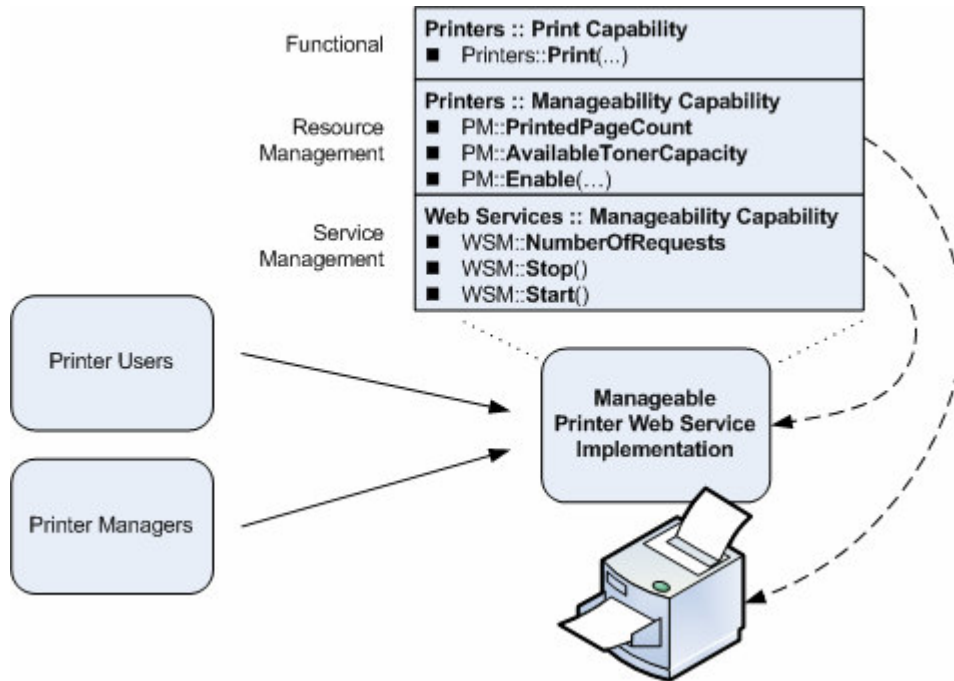 Functional
Printers :: Print Capability
■ Printers::Print(...)
Resource
Management
Printers :: Manageability Capability
■ PM::PrintedPageCount
■ PM::AvailableTonerCapacity
■ PM::Enable(...)
Service
Management
Web Services :: Manageability Capability
■ WSM::NumberOfRequests
■ WSM::Stop()
■ WSM::Start()
Printer Users
Manageable
Printer Web Service
Implementation
Printer Managers